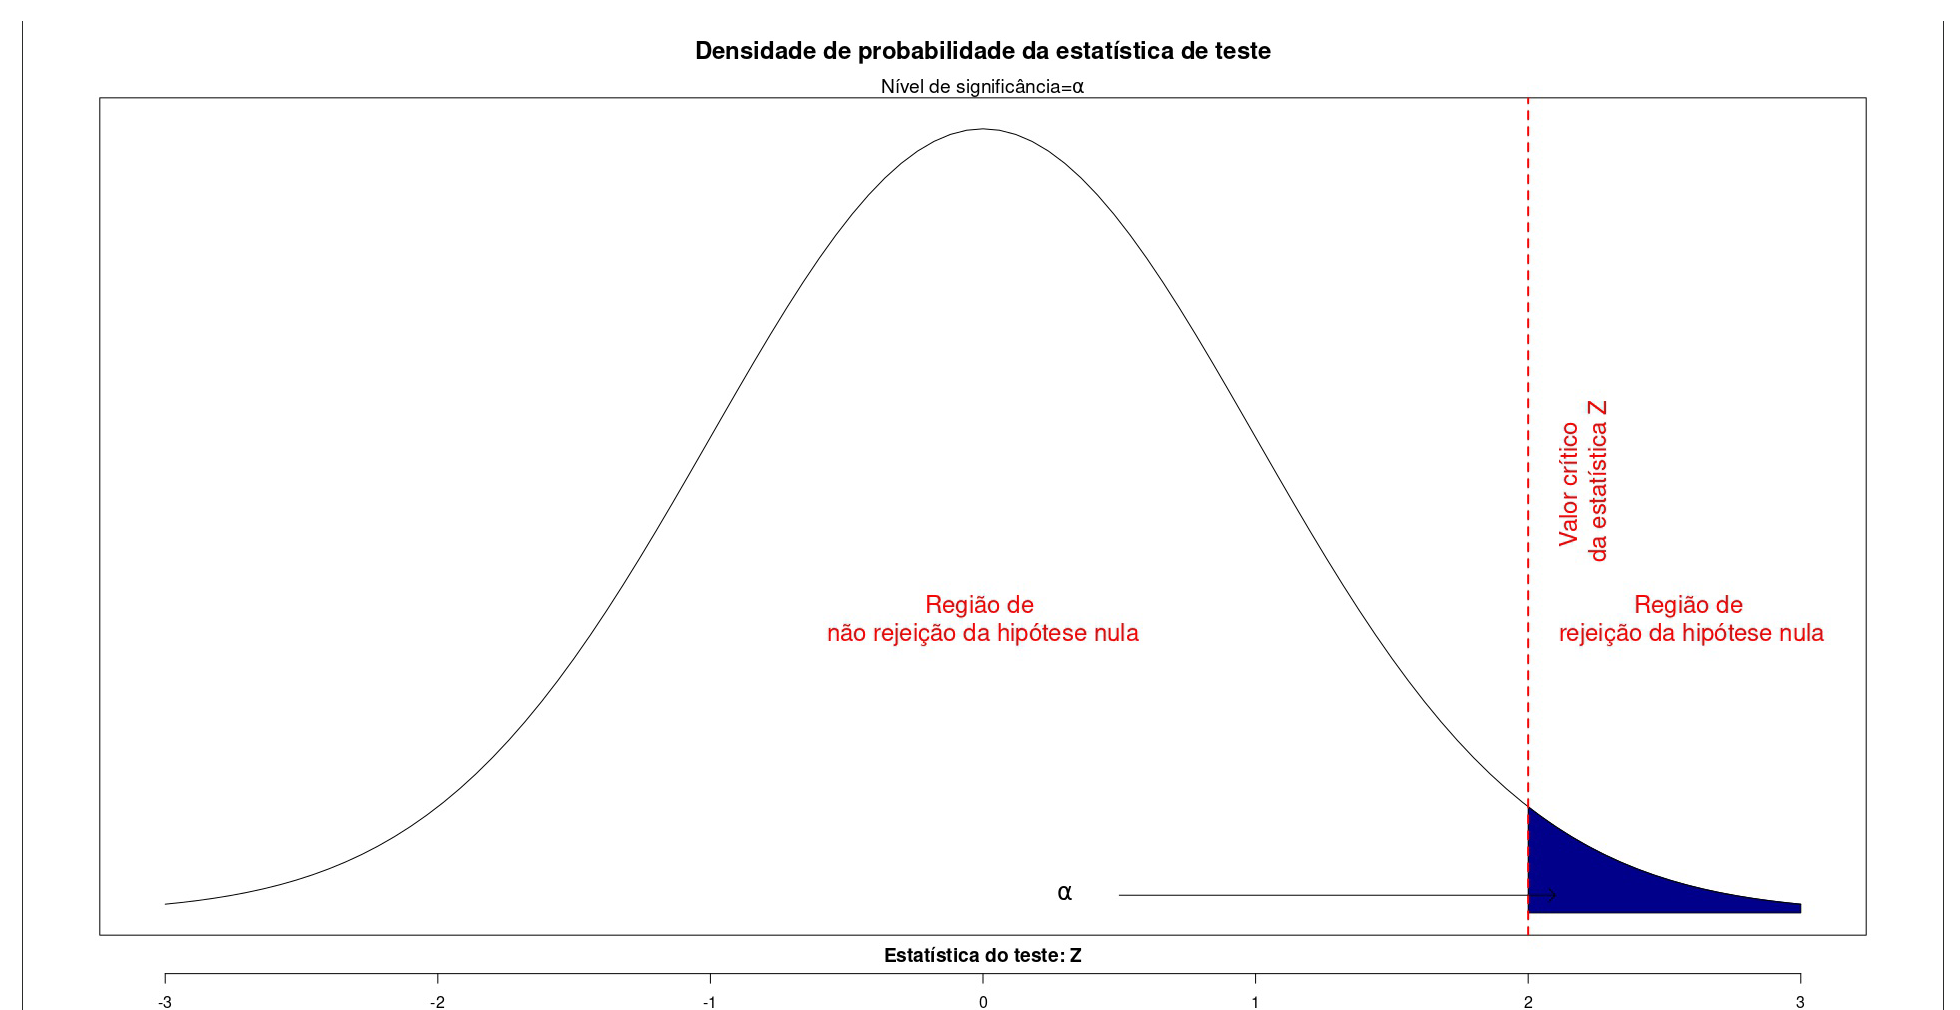 Densidade de probabilidade da estatística de teste
Nível de significância=α
Valor crítico
da estatística Z
Região de
não rejeição da hipótese nula
Região de
rejeição da hipótese nula
α
Estatística do teste: Z
-3 -2 -1 0 1 2 3